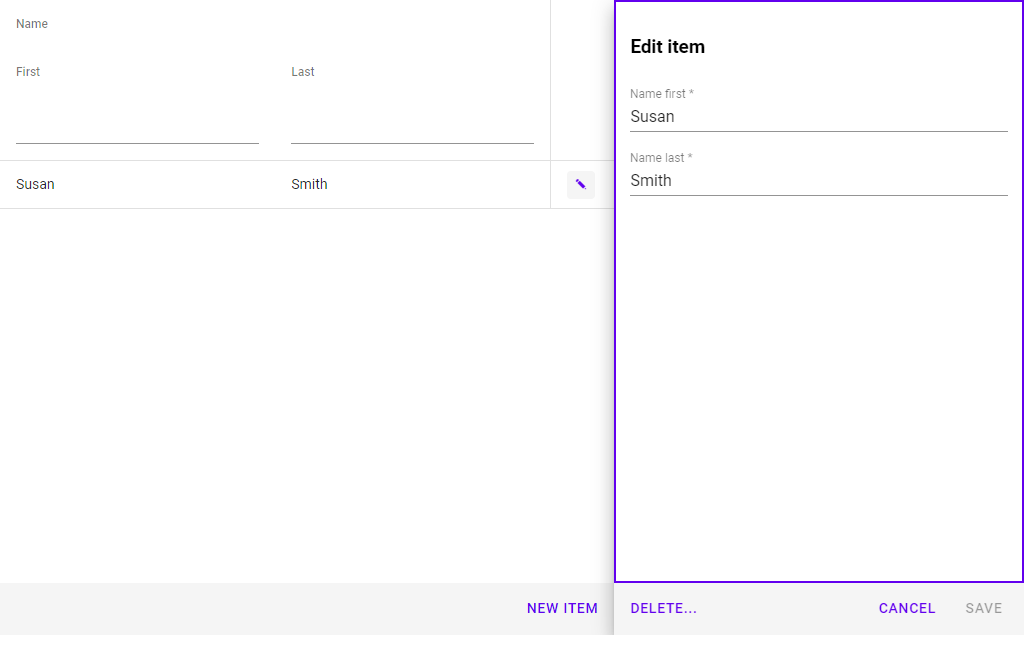 Name
First Last
Susan Smith
NEW ITEM
Edit item
Name first *
Susan
Name last *
Smith
DELETE... CANCEL SAVE